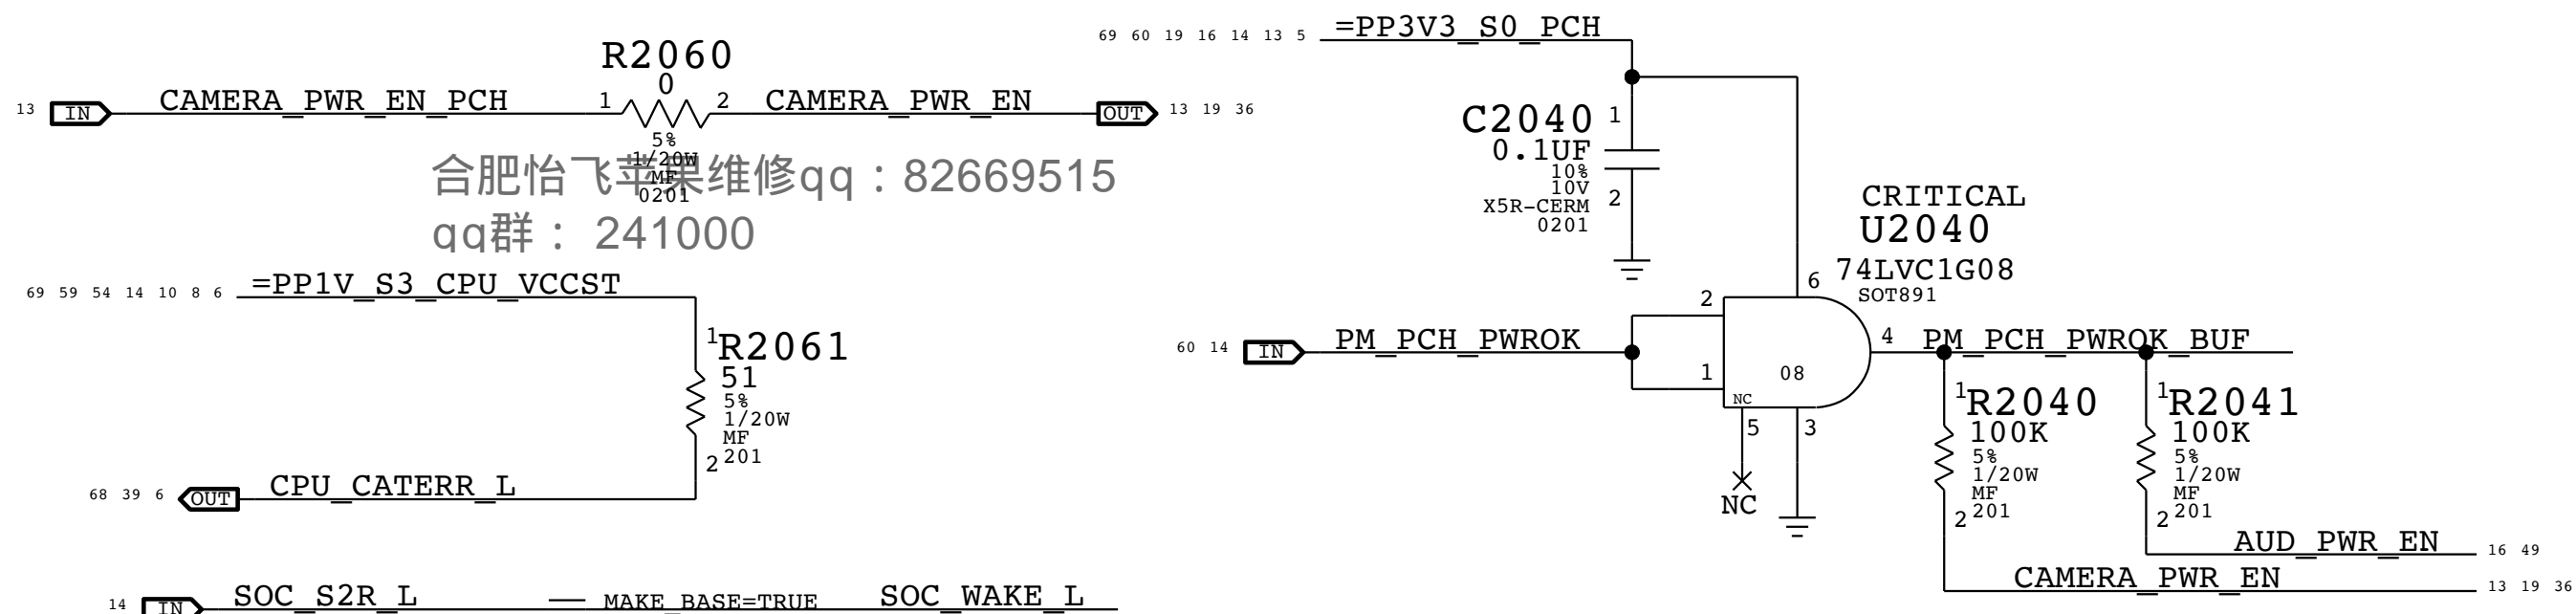 R2060
0
13 IN CAMERA_PWR_EN_PCH 1 2 CAMERA_PWR_EN OUT 13 19 36
5%
1/20W
MF
0201
合肥怡飞苹果维修qq：82669515
qq群： 241000
69 59 54 14 10 8 6 =PP1V_S3_CPU_VCCST
1
R2061
51
5%
1/20W
MF
201
2
68 39 6 OUT CPU_CATERR_L
14 IN SOC_S2R_L MAKE_BASE=TRUE SOC_WAKE_L
69 60 19 16 14 13 5 =PP3V3_S0_PCH
C2040 1
0.1UF
10%
10V
X5R-CERM
0201
2
CRITICAL
U2040
74LVC1G08
SOT891
6
2
60 14 IN PM_PCH_PWROK
1
08
NC
5 3
NC
4 PM_PCH_PWROK_BUF
1
R2040
100K
5%
1/20W
MF
201
2
1
R2041
100K
5%
1/20W
MF
201
2
AUD_PWR_EN 16 49
CAMERA_PWR_EN 13 19 36